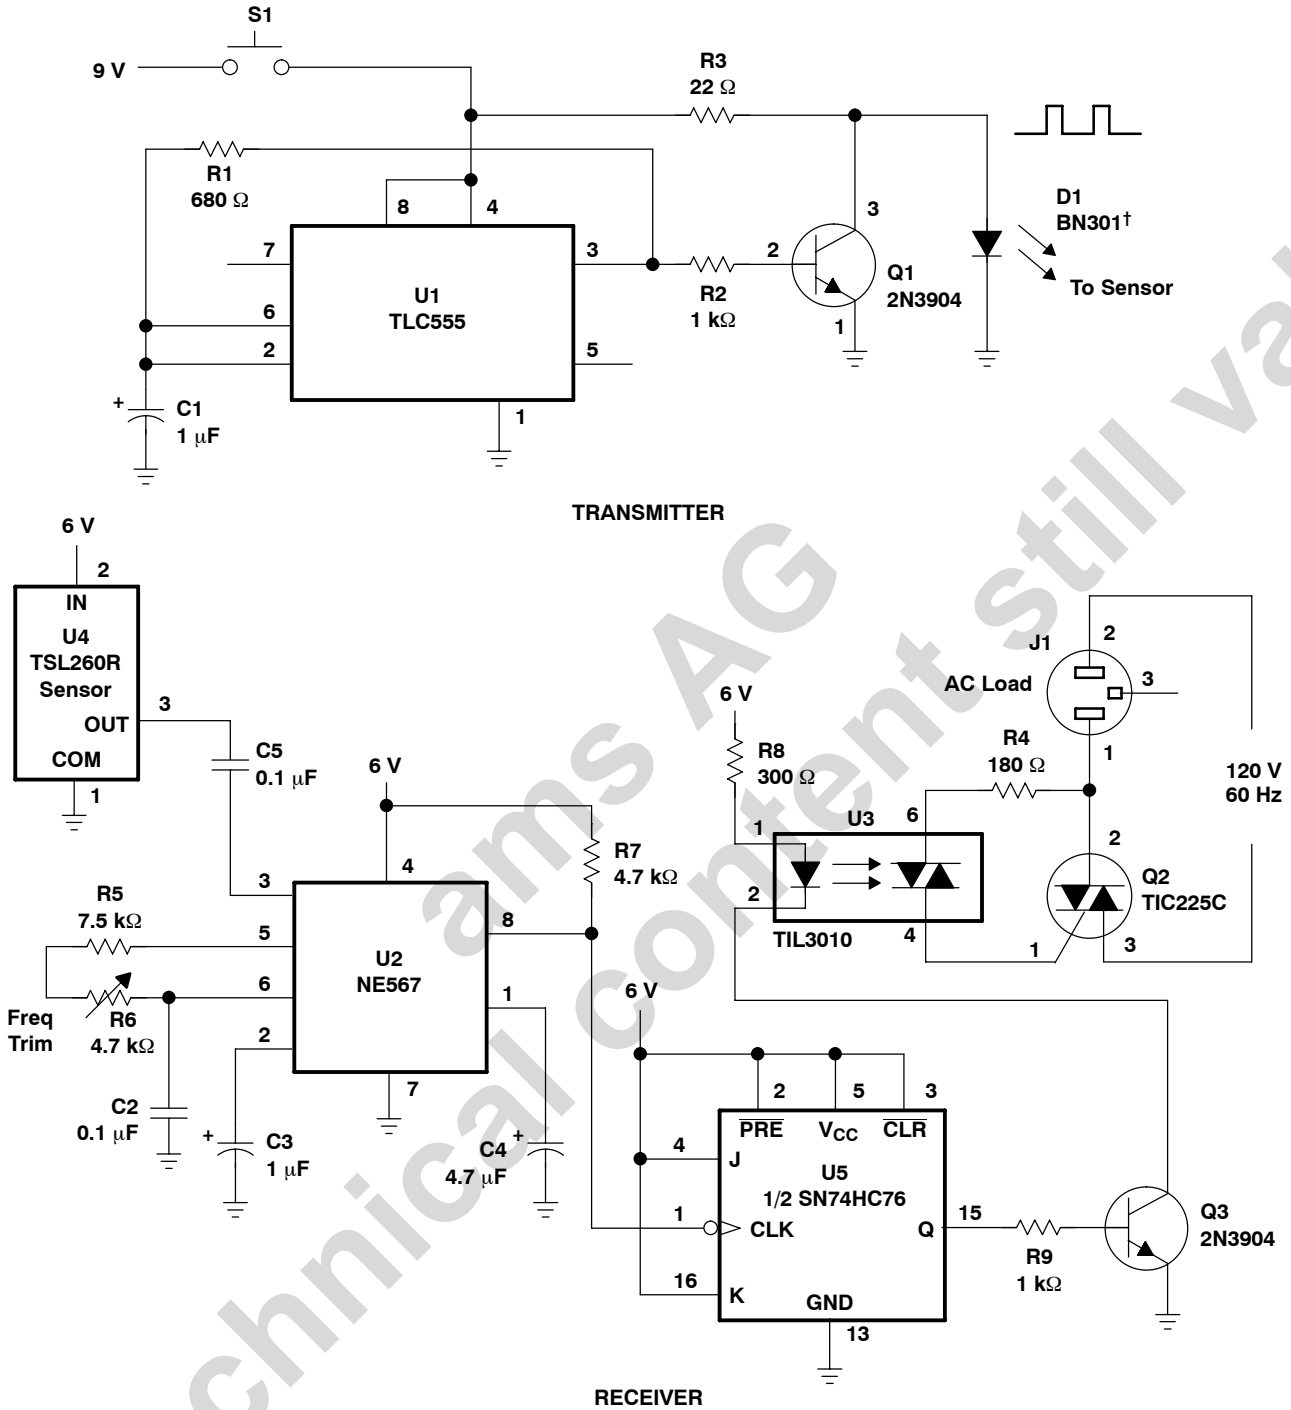 S1
9 V
R3
22 Ω
R1
680 Ω
8
4
7
3
2
3
D1
BN301†
U1
TLC555
R2
1 kΩ
Q1
2N3904
To Sensor
6
2
5
1
1
+
C1
1 μF
TRANSMITTER
6 V
2
IN
U4
TSL260R
Sensor
OUT
3
COM
1
C5
0.1 μF
6 V
4
R7
4.7 kΩ
3
R5
7.5 kΩ
5
8
U2
NE567
6
1
Freq
Trim
R6
4.7 kΩ
2
7
C2
0.1 μF
+
C3
1 μF
C4
+
4.7 μF
6 V
R8
300 Ω
U3
1
6
2
4
TIL3010
R4
180 Ω
J1
2
AC Load
3
1
120 V
60 Hz
2
Q2
TIC225C
1
3
6 V
2
5
3
PRE
VCC
CLR
4
J
U5
1/2 SN74HC76
1
CLK
Q
15
16
K
GND
13
R9
1 kΩ
Q3
2N3904
RECEIVER
ams AG
chnical content still va